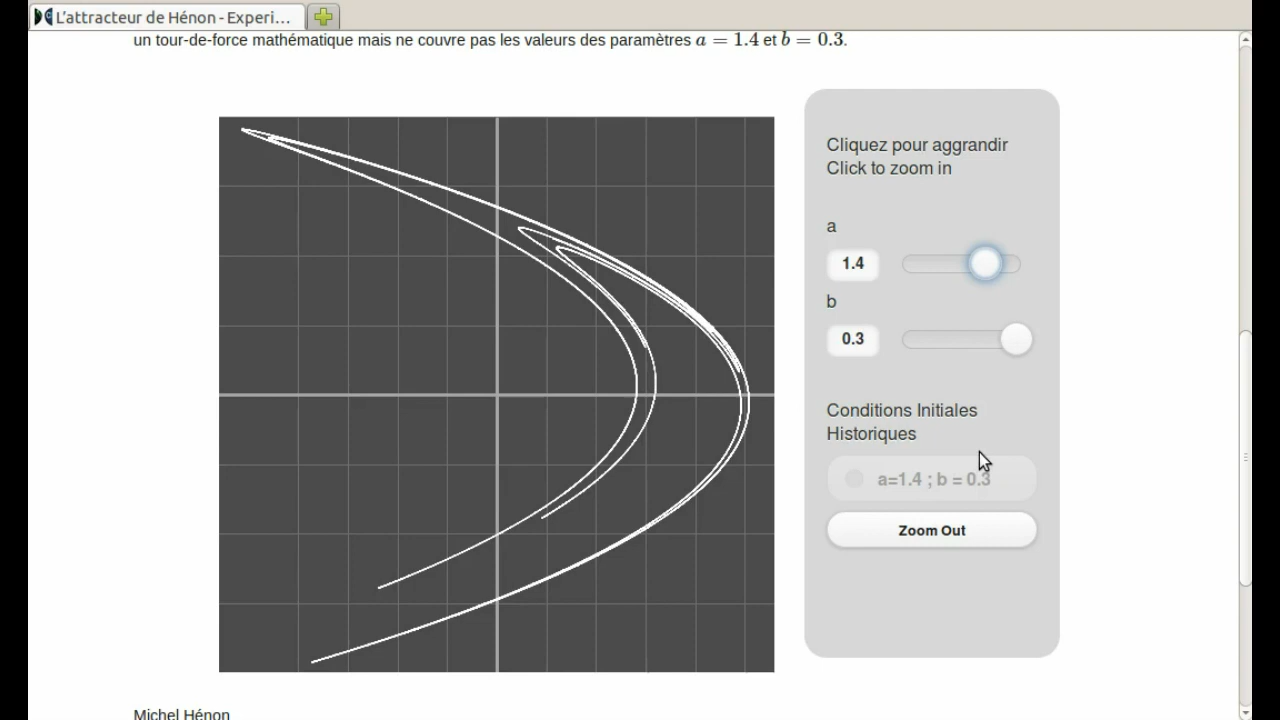 L'attracteur de Hénon - Experi...
un tour-de-force mathématique mais ne couvre pas les valeurs des paramètres a = 1.4 et b = 0.3.
Cliquez pour aggrandir
Click to zoom in
a
1.4
b
0.3
Conditions Initiales
Historiques
a=1.4 ; b = 0.3
Zoom Out
Michel Hénon